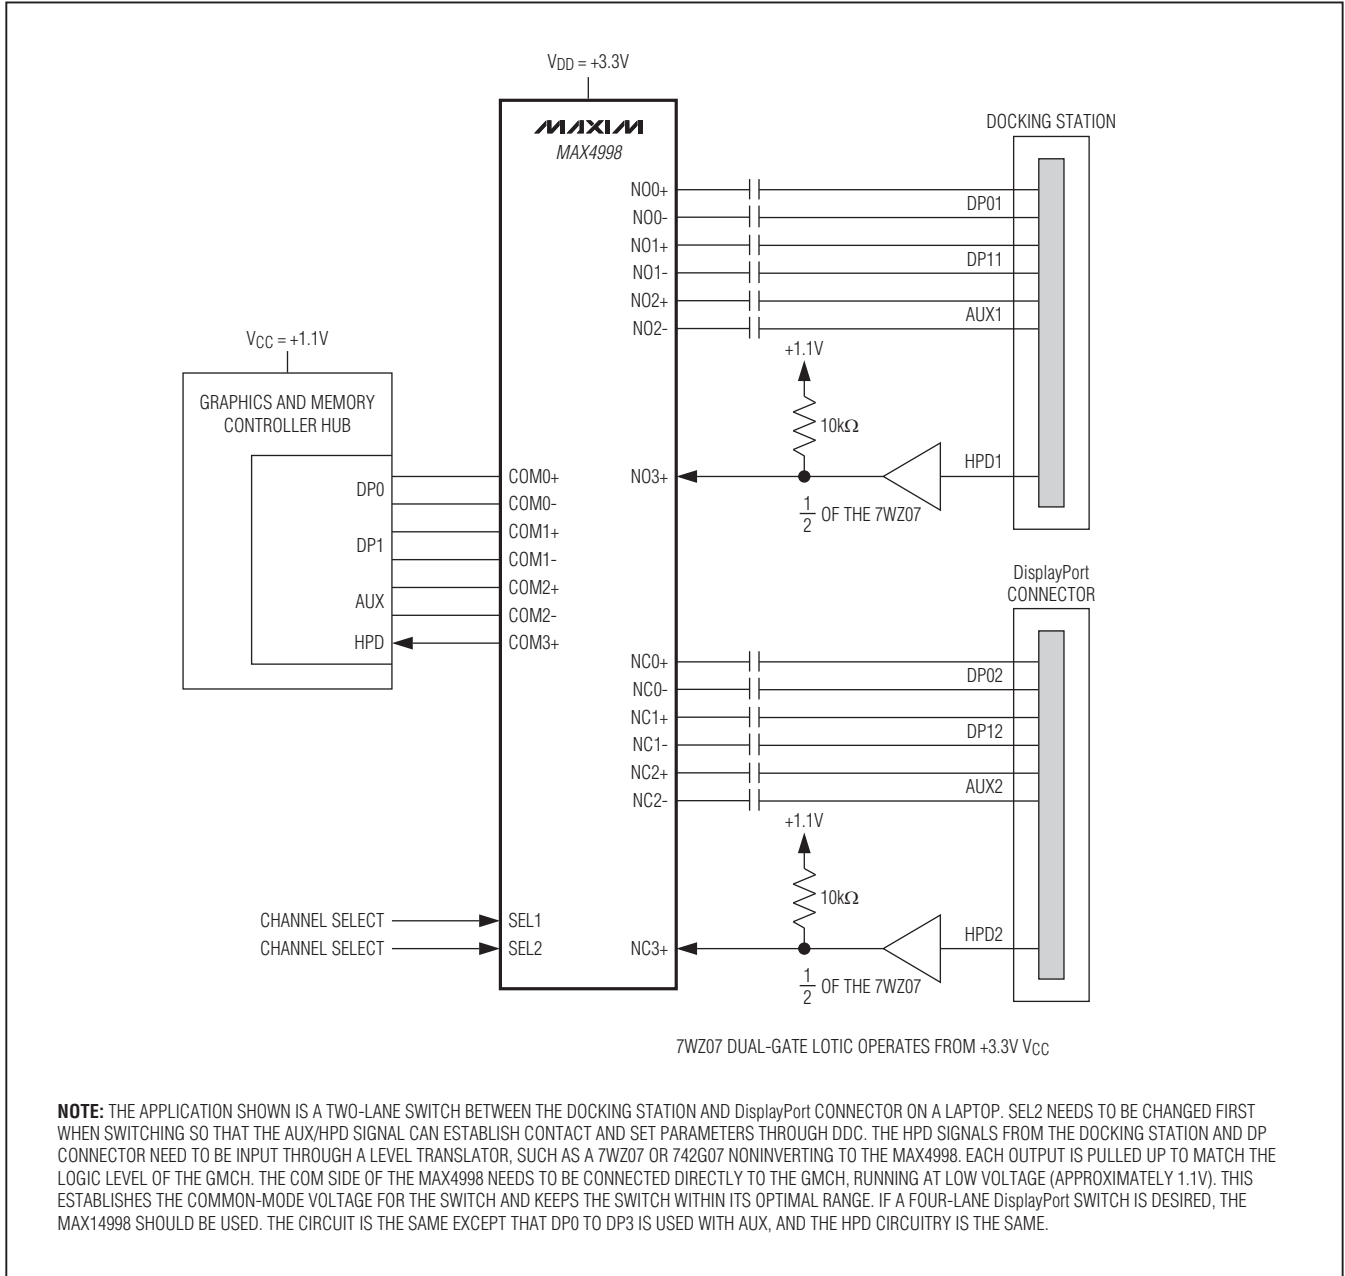 VDD = +3.3V
MAXIM
MAX4998
DOCKING STATION
NO0+
NO0-
DP01
NO1+
NO1-
DP11
NO2+
NO2-
AUX1
+1.1V
10kΩ
NO3+
HPD1
1/2 OF THE 7WZ07
VCC = +1.1V
GRAPHICS AND MEMORY
CONTROLLER HUB
DP0
DP1
AUX
HPD
COM0+
COM0-
COM1+
COM1-
COM2+
COM2-
COM3+
DisplayPort
CONNECTOR
NC0+
NC0-
DP02
NC1+
NC1-
DP12
NC2+
NC2-
AUX2
+1.1V
10kΩ
CHANNEL SELECT
SEL1
CHANNEL SELECT
SEL2
NC3+
HPD2
1/2 OF THE 7WZ07
7WZ07 DUAL-GATE LOTIC OPERATES FROM +3.3V VCC
NOTE: THE APPLICATION SHOWN IS A TWO-LANE SWITCH BETWEEN THE DOCKING STATION AND DisplayPort CONNECTOR ON A LAPTOP. SEL2 NEEDS TO BE CHANGED FIRST
WHEN SWITCHING SO THAT THE AUX/HPD SIGNAL CAN ESTABLISH CONTACT AND SET PARAMETERS THROUGH DDC. THE HPD SIGNALS FROM THE DOCKING STATION AND DP
CONNECTOR NEED TO BE INPUT THROUGH A LEVEL TRANSLATOR, SUCH AS A 7WZ07 OR 742G07 NONINVERTING TO THE MAX4998. EACH OUTPUT IS PULLED UP TO MATCH THE
LOGIC LEVEL OF THE GMCH. THE COM SIDE OF THE MAX4998 NEEDS TO BE CONNECTED DIRECTLY TO THE GMCH, RUNNING AT LOW VOLTAGE (APPROXIMATELY 1.1V). THIS
ESTABLISHES THE COMMON-MODE VOLTAGE FOR THE SWITCH AND KEEPS THE SWITCH WITHIN ITS OPTIMAL RANGE. IF A FOUR-LANE DisplayPort SWITCH IS DESIRED, THE
MAX14998 SHOULD BE USED. THE CIRCUIT IS THE SAME EXCEPT THAT DP0 TO DP3 IS USED WITH AUX, AND THE HPD CIRCUITRY IS THE SAME.